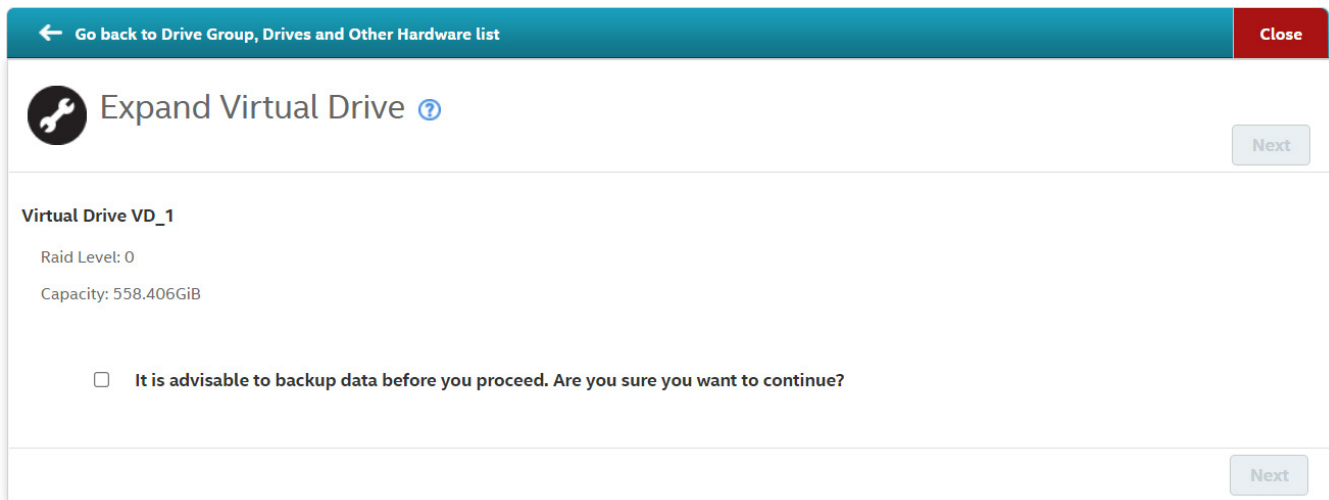 Go back to Drive Group, Drives and Other Hardware list
Close
Expand Virtual Drive ?
Next
Virtual Drive VD_1
Raid Level: 0
Capacity: 558.406GiB
It is advisable to backup data before you proceed. Are you sure you want to continue?
Next